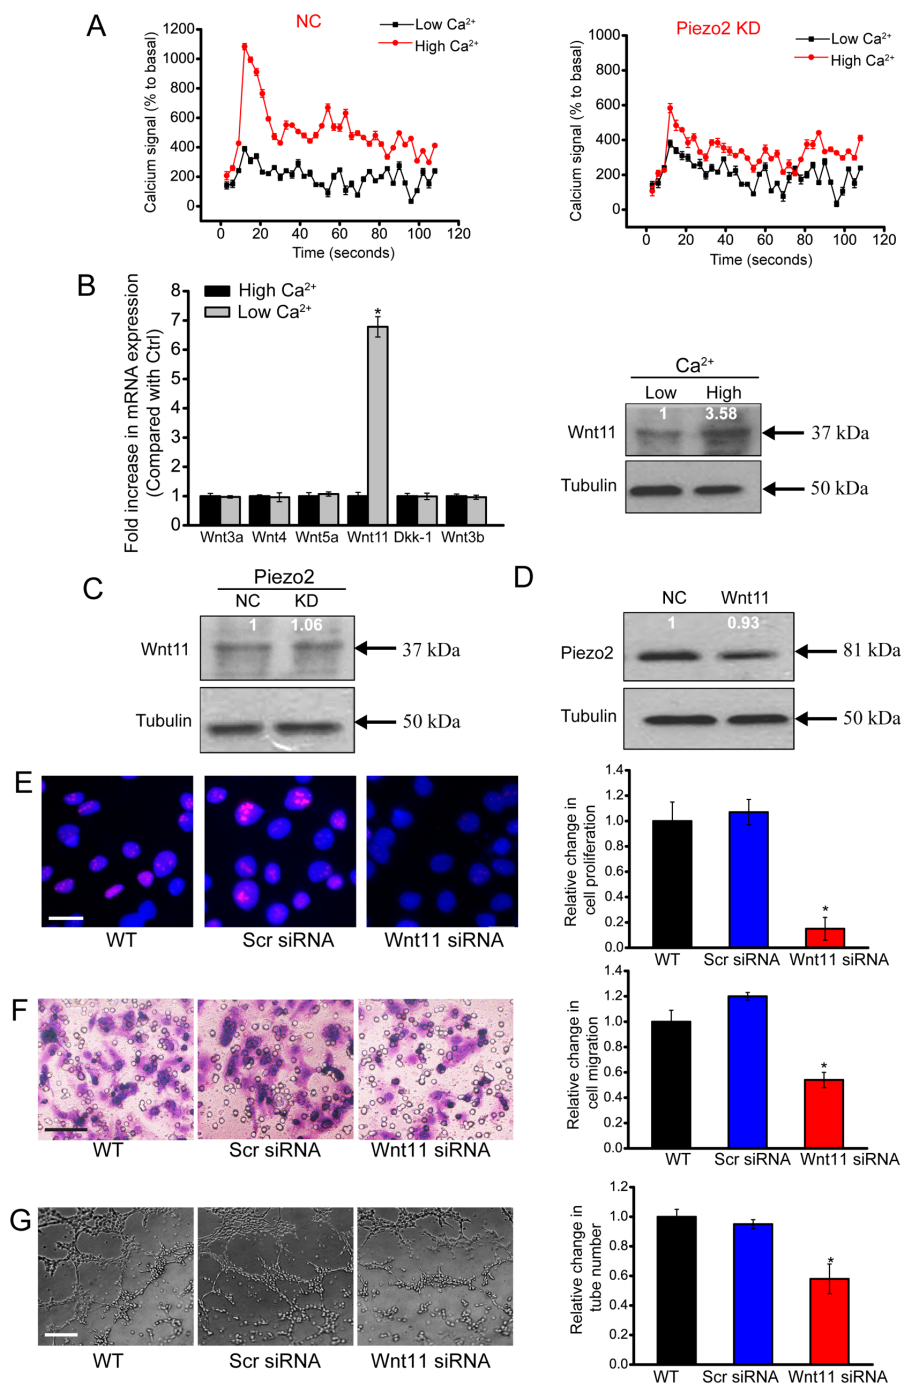 A
NC
Low Ca²⁺
High Ca²⁺
Calcium signal (% to basal)
1200
1000
800
600
400
200
0
0 20 40 60 80 100 120
Time (seconds)
Piezo2 KD
Low Ca²⁺
High Ca²⁺
Calcium signal (% to basal)
1000
800
600
400
200
0
0 20 40 60 80 100 120
Time (seconds)
B
High Ca²⁺
Low Ca²⁺
Fold increase in mRNA expression
(Compared with Ctrl)
8
7
6
5
4
3
2
1
0
*
Wnt3a Wnt4 Wnt5a Wnt11 Dkk-1 Wnt3b
Ca²⁺
Low High
1 3.58
Wnt11 37 kDa
Tubulin 50 kDa
C
Piezo2
NC KD
1 1.06
Wnt11 37 kDa
Tubulin 50 kDa
D
NC Wnt11
1 0.93
Piezo2 81 kDa
Tubulin 50 kDa
E
WT Scr siRNA Wnt11 siRNA
Relative change in
cell proliferation
1.4
1.2
1.0
0.8
0.6
0.4
0.2
0.0
*
WT Scr siRNA Wnt11 siRNA
F
WT Scr siRNA Wnt11 siRNA
Relative change in
cell migration
1.4
1.2
1.0
0.8
0.6
0.4
0.2
0.0
*
WT Scr siRNA Wnt11 siRNA
G
WT Scr siRNA Wnt11 siRNA
Relative change in
tube number
1.2
1.0
0.8
0.6
0.4
0.2
0.0
*
WT Scr siRNA Wnt11 siRNA